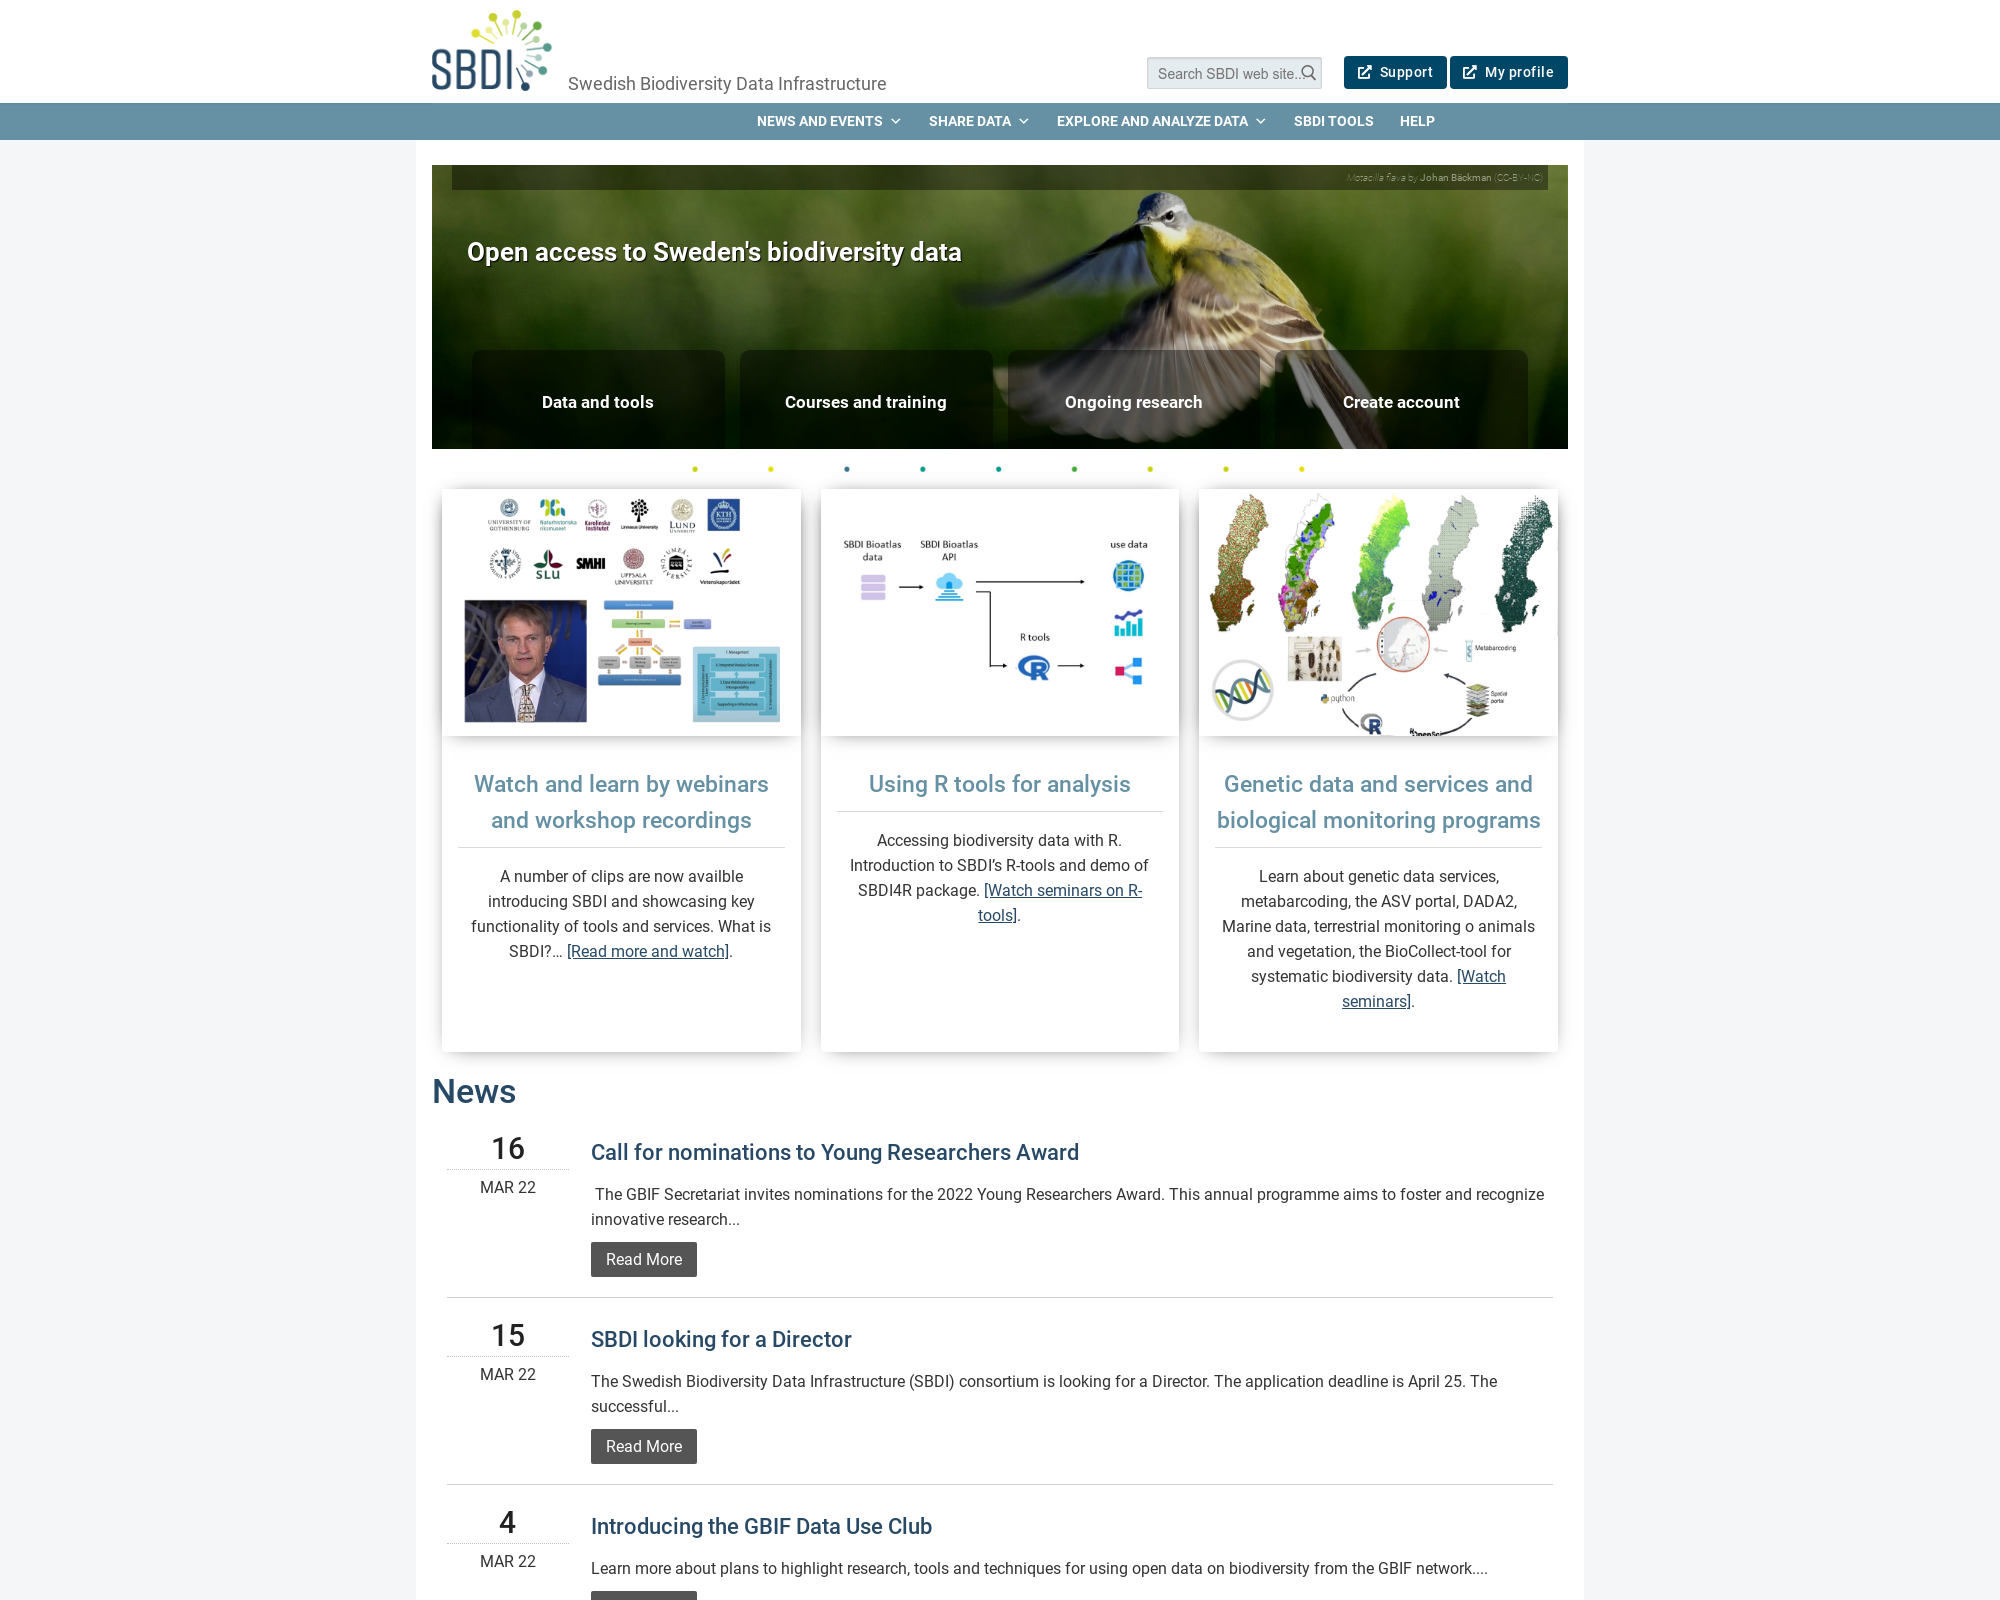 SBDI
Swedish Biodiversity Data Infrastructure
Search SBDI web site...
Support
My profile
NEWS AND EVENTS
SHARE DATA
EXPLORE AND ANALYZE DATA
SBDI TOOLS
HELP
Motacilla flava by Johan Bäckman (CC-BY-NC)
Open access to Sweden's biodiversity data
Data and tools
Courses and training
Ongoing research
Create account
UNIVERSITY OF
GOTHENBURG
Naturhistoriska
riksmuseet
Karolinska
Institutet
Linnæus University
LUND
UNIVERSITY
KTH
SLU
SMHI
UPPSALA
UNIVERSITET
Vetenskapsrådet
SBDI Bioatlas
data
SBDI Bioatlas
API
use data
R tools
R
Metabarcoding
python
Spatial
portal
R
Watch and learn by webinars
and workshop recordings
A number of clips are now availble
introducing SBDI and showcasing key
functionality of tools and services. What is
SBDI?… [Read more and watch].
Using R tools for analysis
Accessing biodiversity data with R.
Introduction to SBDI’s R-tools and demo of
SBDI4R package. [Watch seminars on R-
tools].
Genetic data and services and
biological monitoring programs
Learn about genetic data services,
metabarcoding, the ASV portal, DADA2,
Marine data, terrestrial monitoring o animals
and vegetation, the BioCollect-tool for
systematic biodiversity data. [Watch
seminars].
News
16
MAR 22
Call for nominations to Young Researchers Award
The GBIF Secretariat invites nominations for the 2022 Young Researchers Award. This annual programme aims to foster and recognize
innovative research...
Read More
15
MAR 22
SBDI looking for a Director
The Swedish Biodiversity Data Infrastructure (SBDI) consortium is looking for a Director. The application deadline is April 25. The
successful...
Read More
4
MAR 22
Introducing the GBIF Data Use Club
Learn more about plans to highlight research, tools and techniques for using open data on biodiversity from the GBIF network....